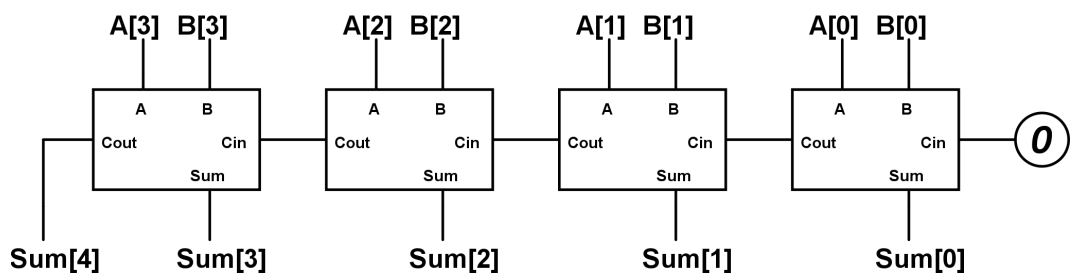 A[3] B[3] A[2] B[2] A[1] B[1] A[0] B[0]
A B A B A B A B
Cout Cin Cout Cin Cout Cin Cout Cin 0
Sum Sum Sum Sum
Sum[4] Sum[3] Sum[2] Sum[1] Sum[0]